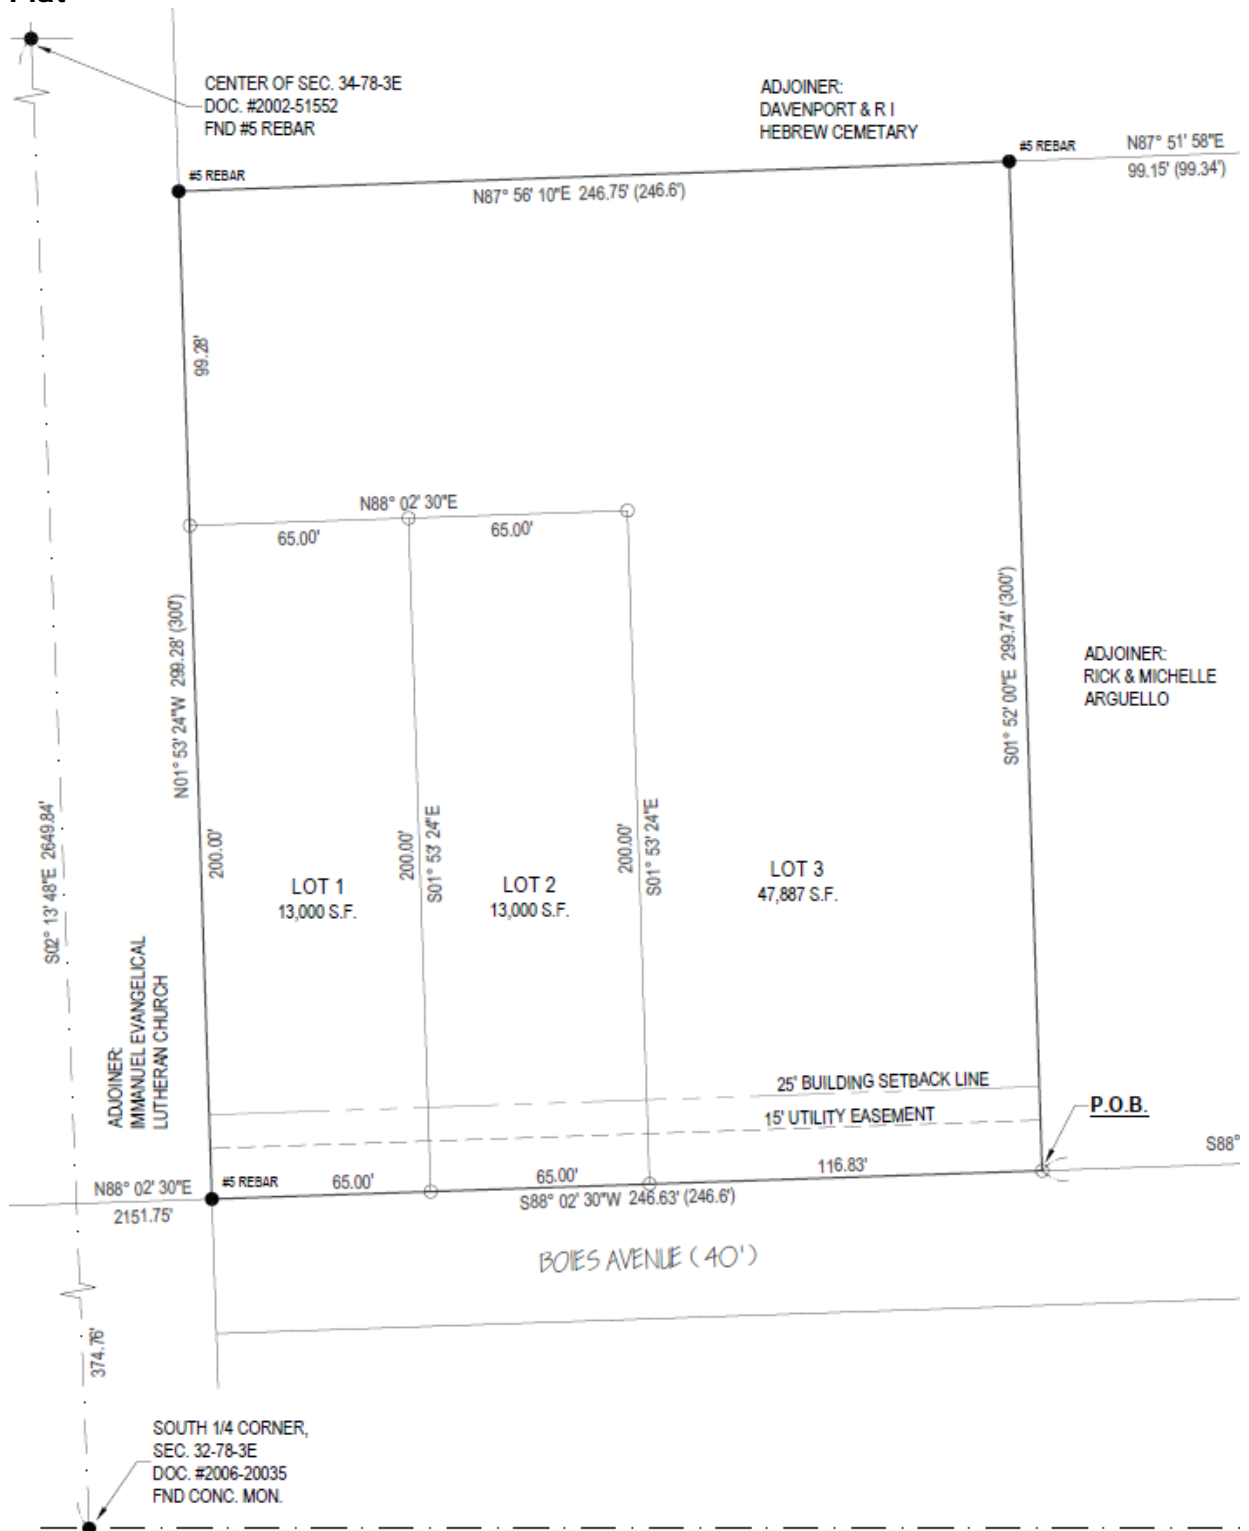 Plat
CENTER OF SEC. 34-78-3E
DOC. #2002-51552
FND #5 REBAR
ADJOINER:
DAVENPORT & R I
HEBREW CEMETARY
#5 REBAR
N87° 51' 58"E
99.15' (99.34')
#5 REBAR
N87° 56' 10"E 246.75' (246.6')
99.28'
N88° 02' 30"E
65.00'
65.00'
N01° 53' 24"W 299.28' (300')
S01° 52' 00"E 299.74' (300')
ADJOINER:
RICK & MICHELLE
ARGUELLO
S02° 13' 48"E 2649.84'
200.00'
200.00'
S01° 53' 24"E
200.00'
S01° 53' 24"E
LOT 1
13,000 S.F.
LOT 2
13,000 S.F.
LOT 3
47,887 S.F.
ADJOINER:
IMMANUEL EVANGELICAL
LUTHERAN CHURCH
25' BUILDING SETBACK LINE
15' UTILITY EASEMENT
P.O.B.
S88°
N88° 02' 30"E
2151.75'
#5 REBAR
65.00'
65.00'
116.83'
S88° 02' 30"W 246.63' (246.6')
BOIES AVENUE (40')
374.76'
SOUTH 1/4 CORNER,
SEC. 32-78-3E
DOC. #2006-20035
FND CONC. MON.